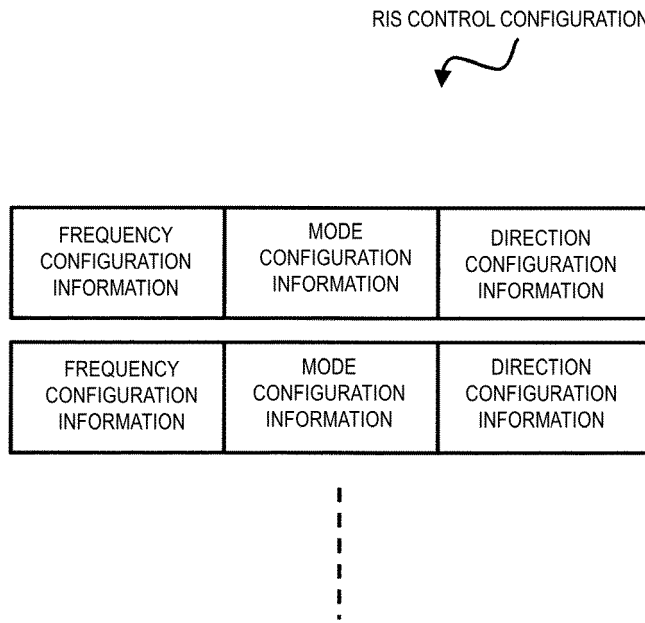 RIS CONTROL CONFIGURATION
FREQUENCY
CONFIGURATION
INFORMATION
MODE
CONFIGURATION
INFORMATION
DIRECTION
CONFIGURATION
INFORMATION
FREQUENCY
CONFIGURATION
INFORMATION
MODE
CONFIGURATION
INFORMATION
DIRECTION
CONFIGURATION
INFORMATION